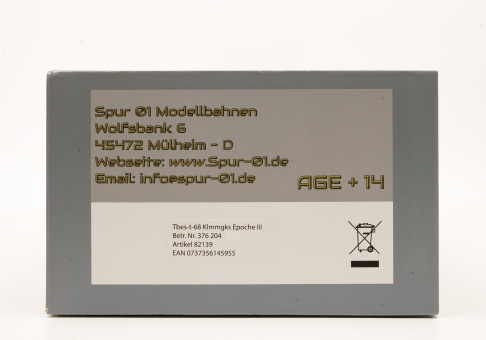 Spur 01 Modellbahnen
Wolfsbank 6
45472 Mülheim - D
Webseite: www.Spur-01.de
Email: info@spur-01.de
AGE + 14
Tbes-t-68 Klmmgks Epoche III
Betr. Nr. 376 204
Artikel 82139
EAN 0737356145955